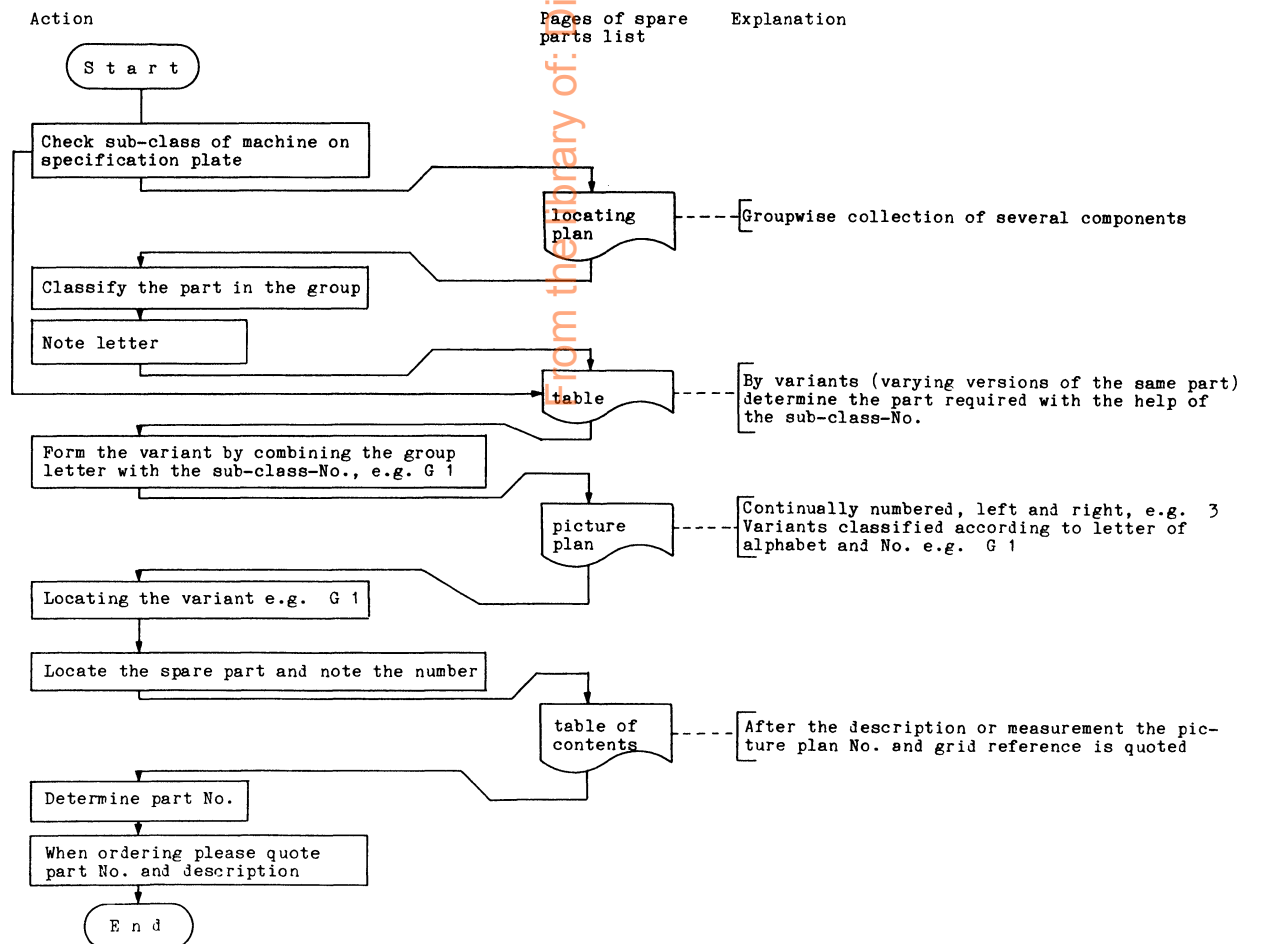 Action
Pages of spare
parts list
Explanation
S t a r t
Check sub-class of machine on
specification plate
locating
plan
Groupwise collection of several components
Classify the part in the group
Note letter
table
By variants (varying versions of the same part)
determine the part required with the help of
the sub-class-No.
Form the variant by combining the group
letter with the sub-class-No., e.g. G 1
picture
plan
Continually numbered, left and right, e.g. 3
Variants classified according to letter of
alphabet and No. e.g. G 1
Locating the variant e.g. G 1
Locate the spare part and note the number
table of
contents
After the description or measurement the pic-
ture plan No. and grid reference is quoted
Determine part No.
When ordering please quote
part No. and description
E n d
From the library of: